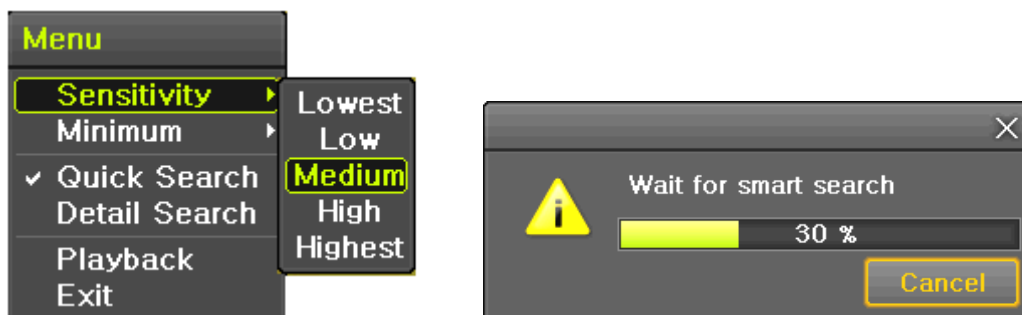 Menu
Sensitivity
Minimum
Quick Search
Detail Search
Playback
Exit
Lowest
Low
Medium
High
Highest
Wait for smart search
30 %
Cancel